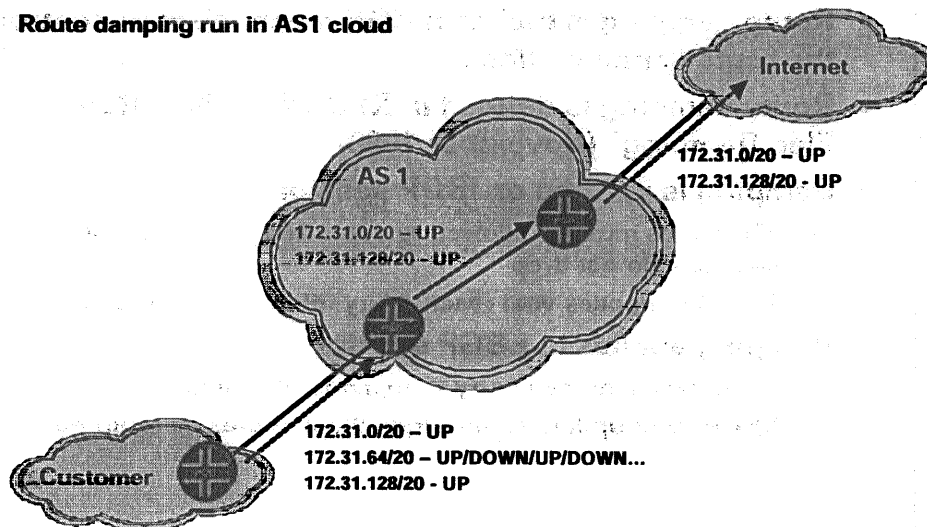 Route damping run in AS1 cloud
Internet
172.31.0/20 – UP
172.31.128/20 - UP
AS 1
172.31.0/20 – UP
172.31.128/20 – UP
172.31.0/20 – UP
172.31.64/20 – UP/DOWN/UP/DOWN...
172.31.128/20 - UP
Customer